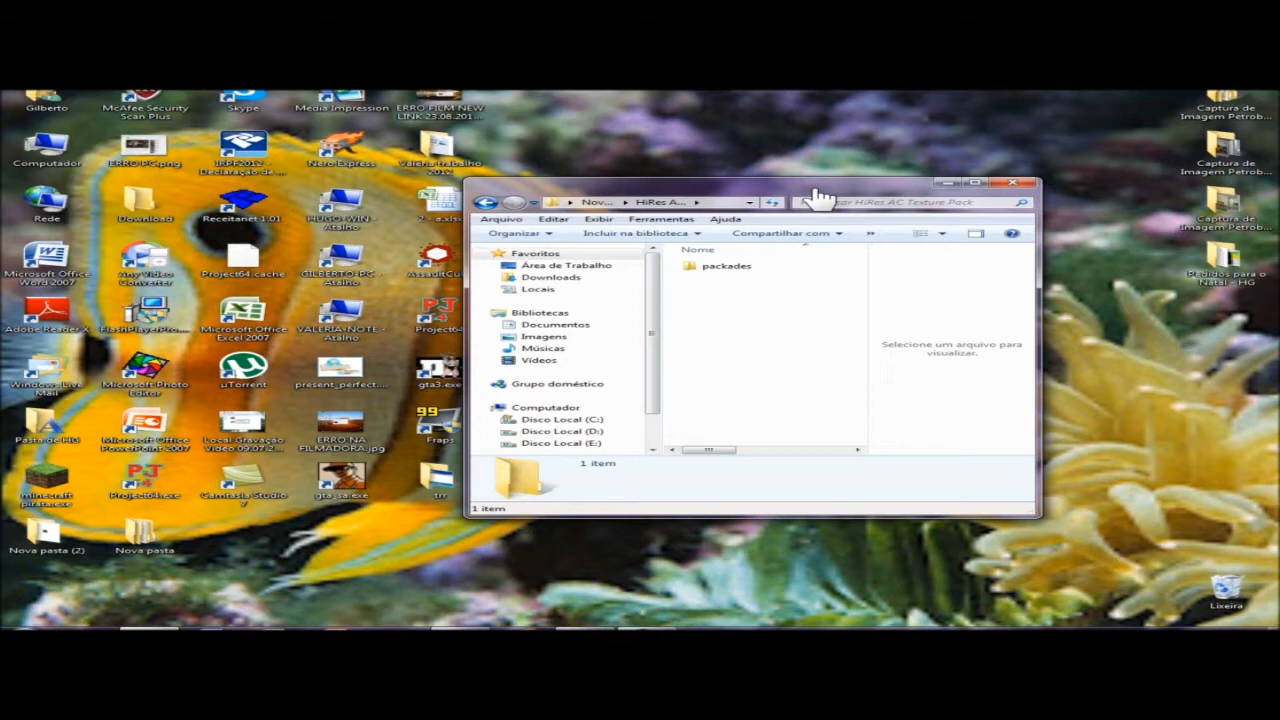 Gilberto
McAfee Security
Scan Plus
Skype
Media Impression
ERRO FILM NEW
LINK 23.08.201...
Computador
ERRO PC.png
IRPF2012 -
Declaração de ...
Nero Express
Valeria trabalho
2012
Rede
Download
Receitanet 1.01
HUGO-WIN -
Atalho
2 - a.xlsx
Microsoft Office
Word 2007
Any Video
Converter
Project64.cache
GILBERTO-PC -
Atalho
AssaultCu...
Adobe Reader X
FlashPlayerPro...
Microsoft Office
Excel 2007
VALERIA-NOTE -
Atalho
Project64
Windows Live
Mail
Microsoft Photo
Editor
µTorrent
present_perfect...
gta3.exe
Pasta de HG
Microsoft Office
PowerPoint 2007
Local Gravação
Video 09.07.2...
ERRO NA
FILMADORA.jpg
99
Fraps
minecraft
pirata.exe
Project64.exe
Camtasia Studio
7
gta_sa.exe
trr
Nova pasta (2)
Nova pasta
Nov...
HiRes A...
ar HiRes AC Texture Pack
Arquivo
Editar
Exibir
Ferramentas
Ajuda
Organizar
Incluir na biblioteca
Compartilhar com
»
Favoritos
Área de Trabalho
Downloads
Locais
Bibliotecas
Documentos
Imagens
Músicas
Vídeos
Grupo doméstico
Computador
Disco Local (C:)
Disco Local (D:)
Disco Local (E:)
Nome
packades
Selecione um arquivo para
visualizar.
1 item
1 item
Captura de
Imagem Petrob...
Captura de
Imagem Petrob...
Captura de
Imagem Petrob...
Pedidos para o
Natal - HG
Lixeira